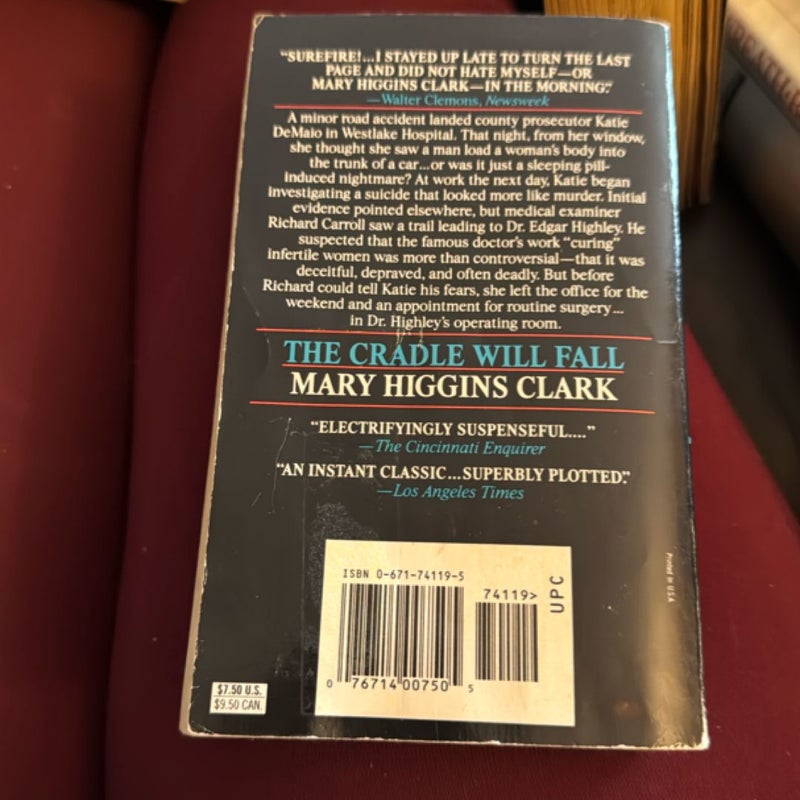 "SUREFIRE!...I STAYED UP LATE TO TURN THE LAST
PAGE AND DID NOT HATE MYSELF—OR
MARY HIGGINS CLARK—IN THE MORNING."
—Walter Clemons, Newsweek
A minor road accident landed county prosecutor Katie
DeMaio in Westlake Hospital. That night, from her window,
she thought she saw a man load a woman's body into
the trunk of a car...or was it just a sleeping pill-
induced nightmare? At work the next day, Katie began
investigating a suicide that looked more like murder. Initial
evidence pointed elsewhere, but medical examiner
Richard Carroll saw a trail leading to Dr. Edgar Highley. He
suspected that the famous doctor's work "curing"
infertile women was more than controversial—that it was
deceitful, depraved, and often deadly. But before
Richard could tell Katie his fears, she left the office for the
weekend and an appointment for routine surgery...
in Dr. Highley's operating room.
THE CRADLE WILL FALL
MARY HIGGINS CLARK
"ELECTRIFYINGLY SUSPENSEFUL...."
—The Cincinnati Enquirer
"AN INSTANT CLASSIC...SUPERBLY PLOTTED."
—Los Angeles Times
ISBN 0-671-74119-5
74119>
UPC
0 76714 00750 5
$7.50 U.S.
$9.50 CAN.
Printed in U.S.A.